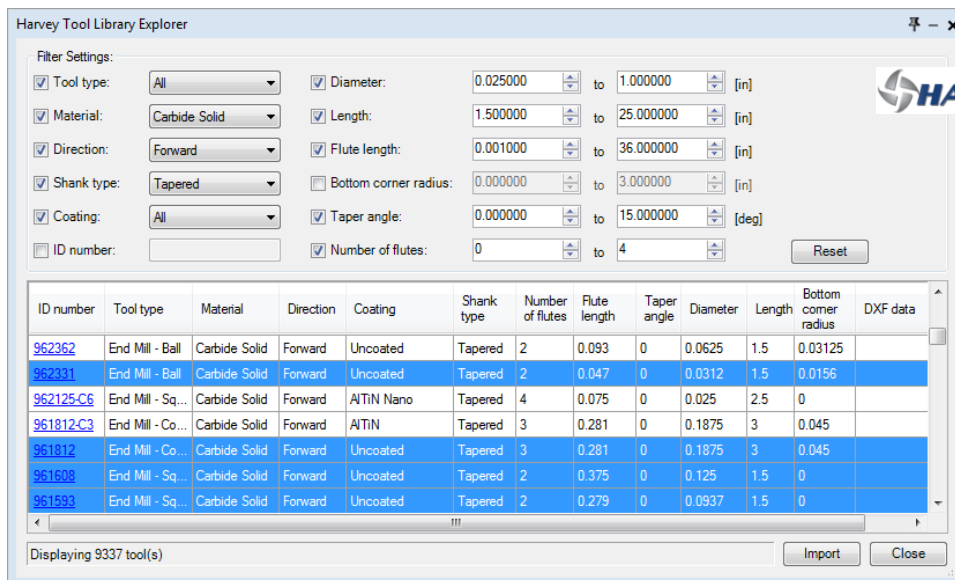 Harvey Tool Library Explorer
Filter Settings:
Tool type: All Diameter: 0.025000 to 1.000000 [in]
HA
Material: Carbide Solid Length: 1.500000 to 25.000000 [in]
Direction: Forward Flute length: 0.001000 to 36.000000 [in]
Shank type: Tapered Bottom corner radius: 0.000000 to 3.000000 [in]
Coating: All Taper angle: 0.000000 to 15.000000 [deg]
ID number: Number of flutes: 0 to 4 Reset
ID number Tool type Material Direction Coating Shank type Number of flutes Flute length Taper angle Diameter Length Bottom corner radius DXF data
962362 End Mill - Ball Carbide Solid Forward Uncoated Tapered 2 0.093 0 0.0625 1.5 0.03125
962331 End Mill - Ball Carbide Solid Forward Uncoated Tapered 2 0.047 0 0.0312 1.5 0.0156
962125-C6 End Mill - Sq... Carbide Solid Forward AlTiN Nano Tapered 4 0.075 0 0.025 2.5 0
961812-C3 End Mill - Co... Carbide Solid Forward AlTiN Tapered 3 0.281 0 0.1875 3 0.045
961812 End Mill - Co... Carbide Solid Forward Uncoated Tapered 3 0.281 0 0.1875 3 0.045
961608 End Mill - Sq... Carbide Solid Forward Uncoated Tapered 2 0.375 0 0.125 1.5 0
961593 End Mill - Sq... Carbide Solid Forward Uncoated Tapered 2 0.279 0 0.0937 1.5 0
Displaying 9337 tool(s) Import Close